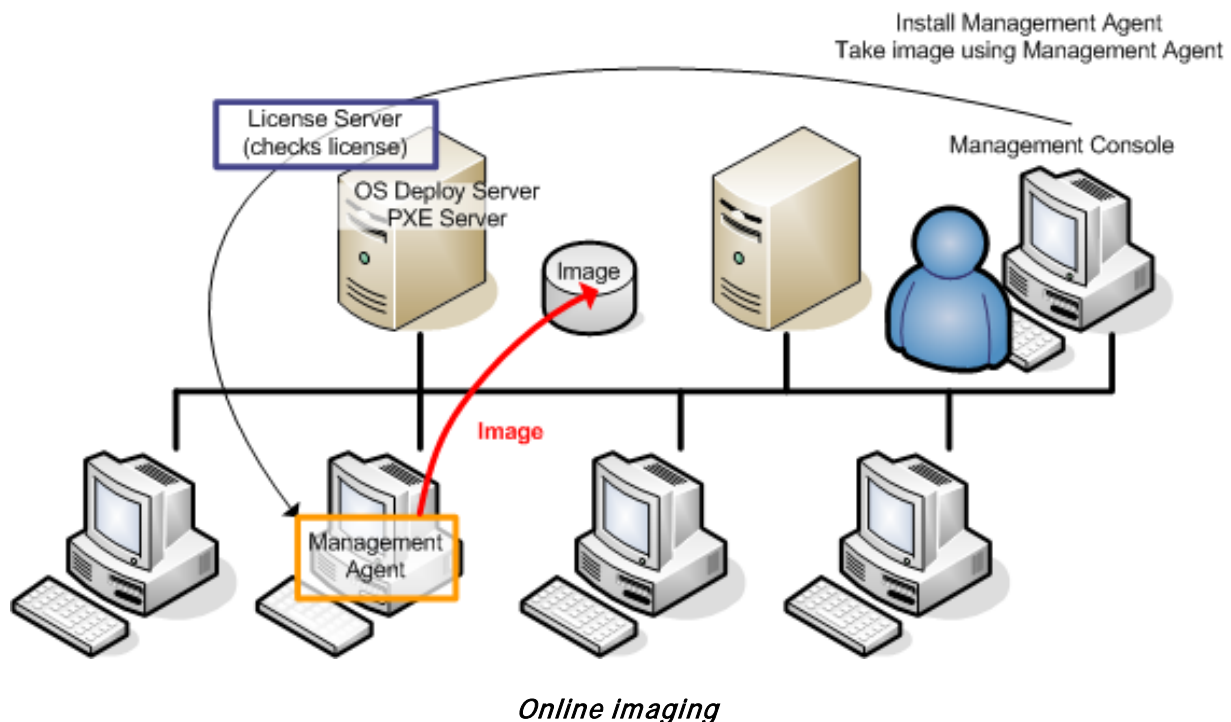 Install Management Agent
Take image using Management Agent
License Server
(checks license)
Management Console
OS Deploy Server
PXE Server
Image
Image
Management
Agent
Online imaging